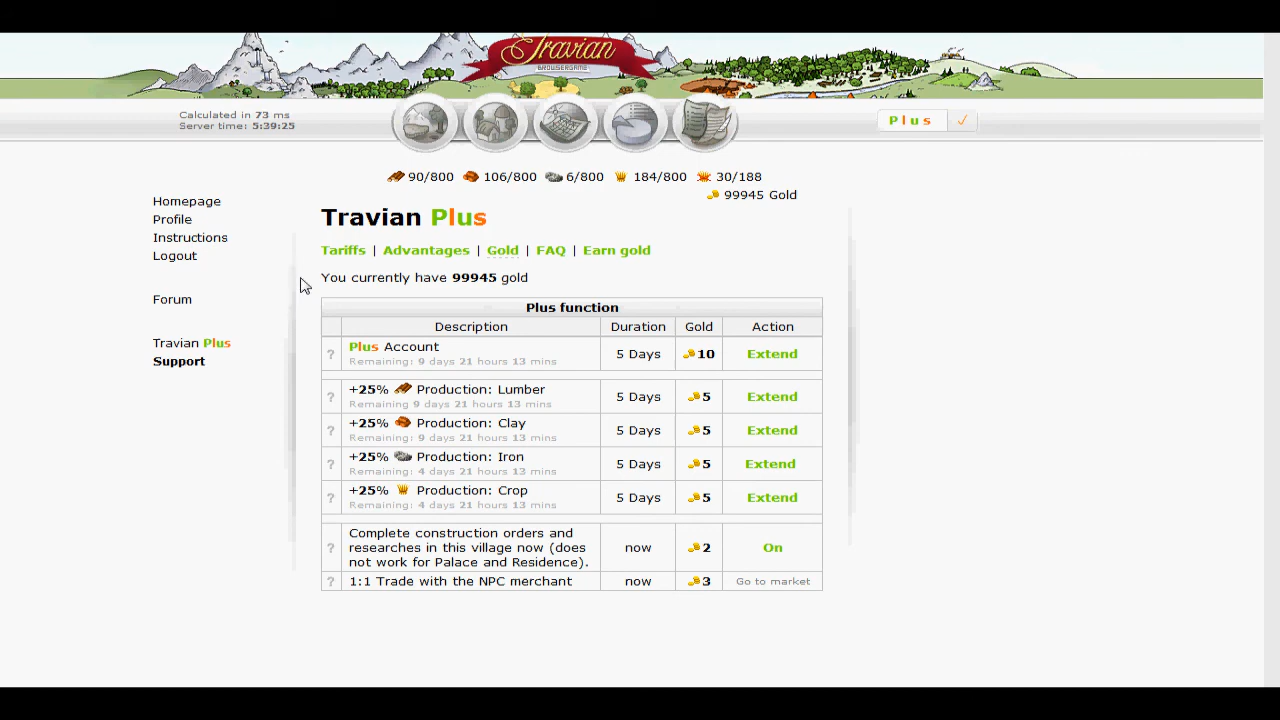 Travian
BROWSERGAME
Calculated in 73 ms
Server time: 5:39:25
Plus
90/800 106/800 6/800 184/800 30/188
99945 Gold
Homepage
Profile
Instructions
Logout
Forum
Travian Plus
Support
Travian Plus
Tariffs | Advantages | Gold | FAQ | Earn gold
You currently have 99945 gold
Plus function
Description Duration Gold Action
? Plus Account 5 Days 10 Extend
Remaining: 9 days 21 hours 13 mins
? +25% Production: Lumber 5 Days 5 Extend
Remaining 9 days 21 hours 13 mins
? +25% Production: Clay 5 Days 5 Extend
Remaining: 9 days 21 hours 13 mins
? +25% Production: Iron 5 Days 5 Extend
Remaining: 4 days 21 hours 13 mins
? +25% Production: Crop 5 Days 5 Extend
Remaining: 4 days 21 hours 13 mins
Complete construction orders and
? researches in this village now (does now 2 On
not work for Palace and Residence).
? 1:1 Trade with the NPC merchant now 3 Go to market